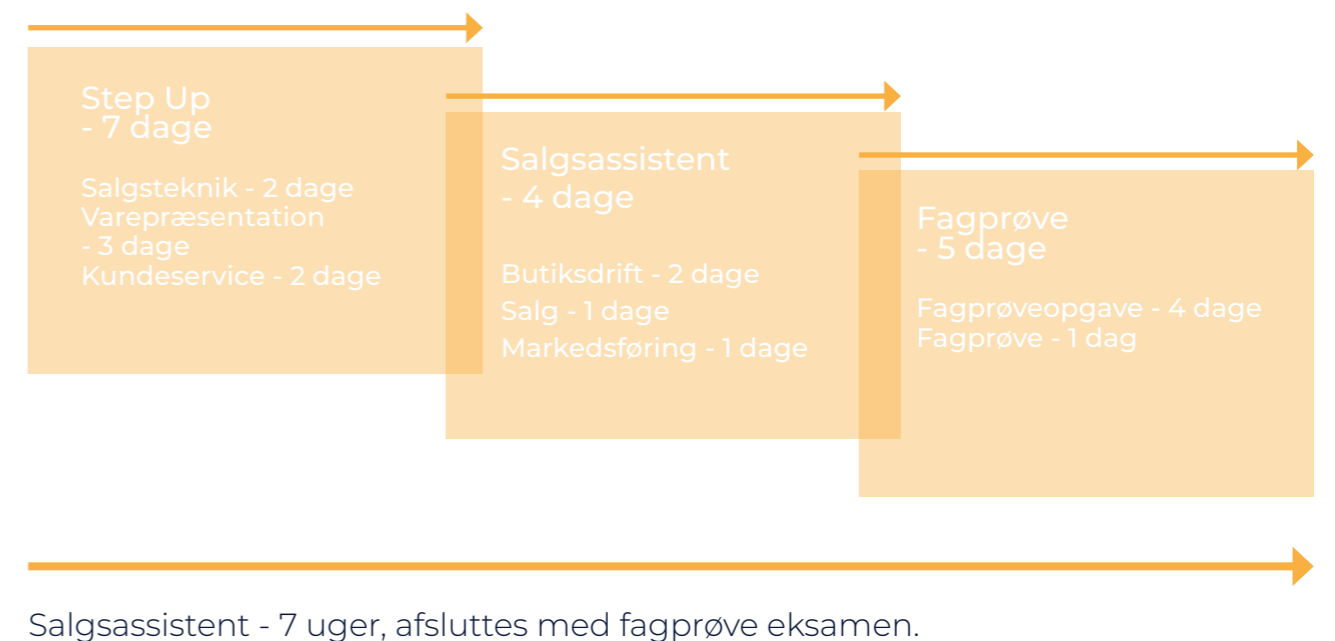 Step Up
- 7 dage
Salgsteknik - 2 dage
Varepræsentation
- 3 dage
Kundeservice - 2 dage
Salgsassistent
- 4 dage
Butiksdrift - 2 dage
Salg - 1 dage
Markedsføring - 1 dage
Fagprøve
- 5 dage
Fagprøveopgave - 4 dage
Fagprøve - 1 dag
Salgsassistent - 7 uger, afsluttes med fagprøve eksamen.